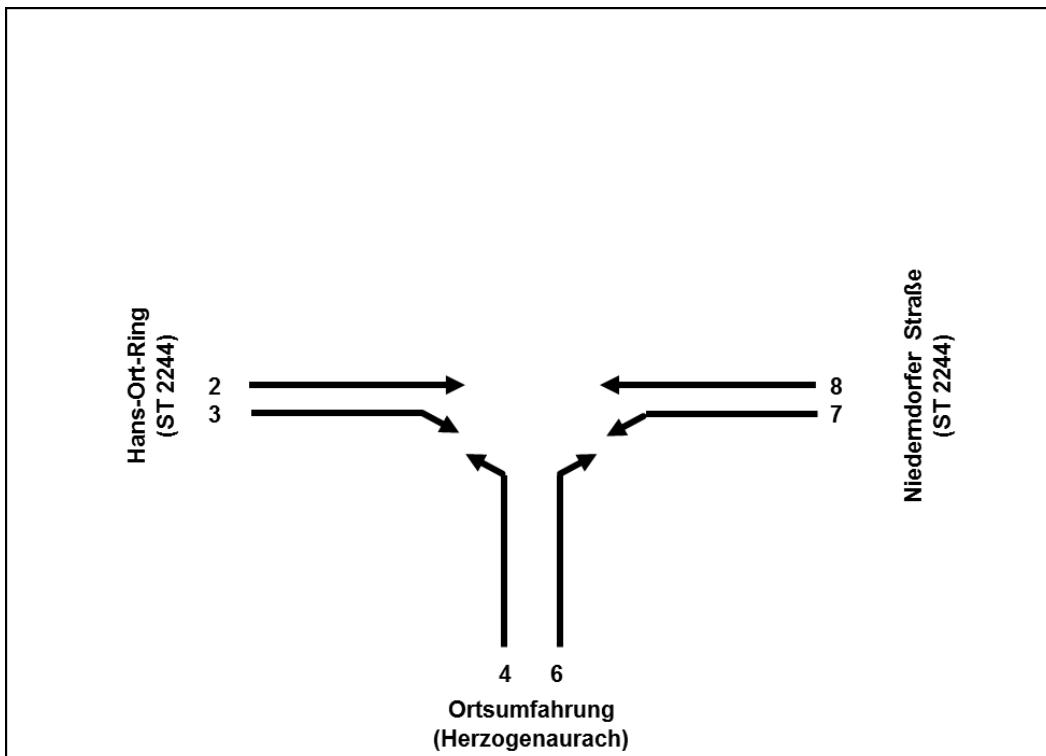 Hans-Ort-Ring
(ST 2244)
2
3
8
7
Niederndorfer Straße
(ST 2244)
4
6
Ortsumfahrung
(Herzogenaurach)